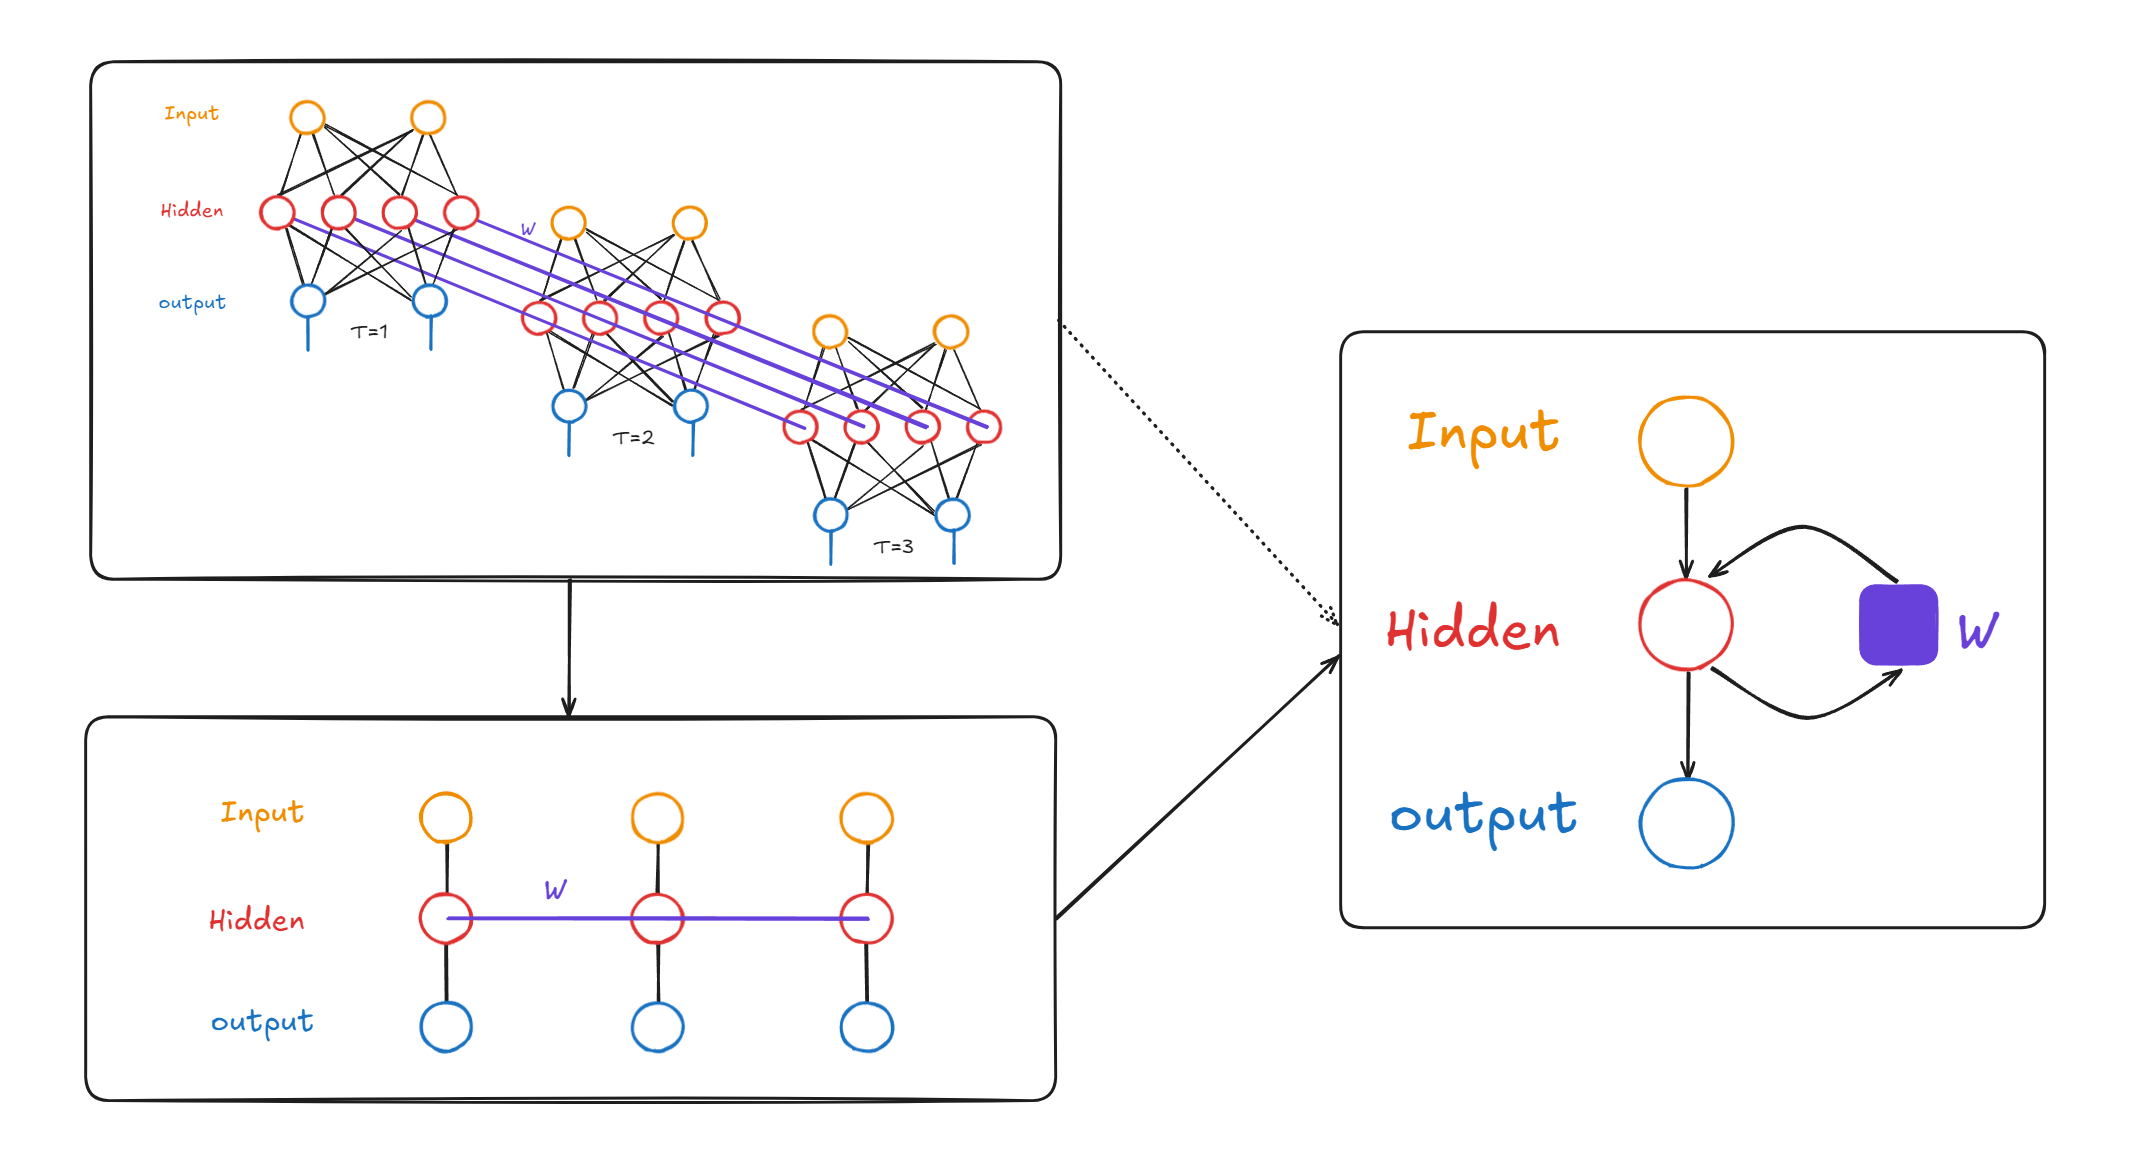 Input
Hidden
output
W
T=1
T=2
T=3
Input
Hidden
output
W
Input
Hidden
output
W